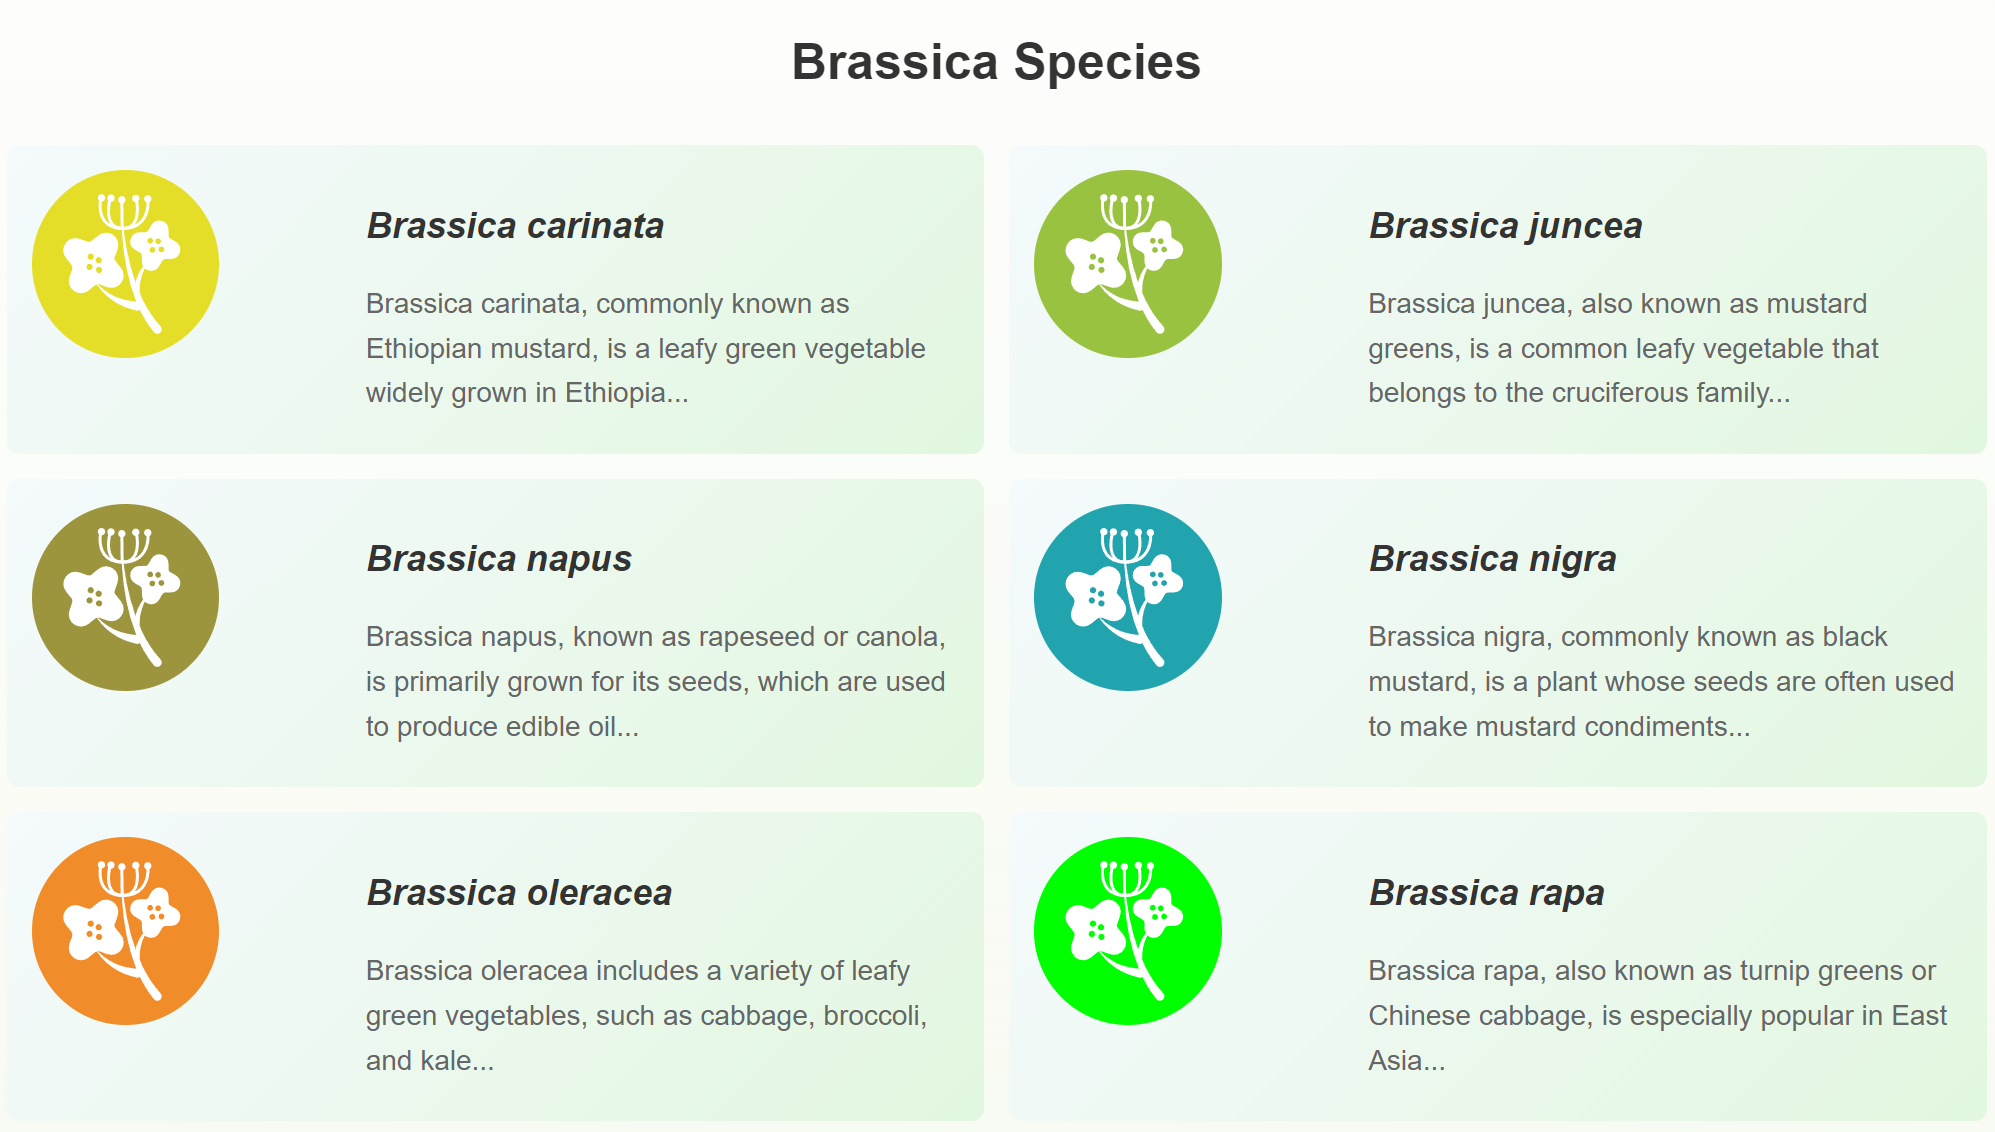 Brassica Species
Brassica carinata
Brassica carinata, commonly known as
Ethiopian mustard, is a leafy green vegetable
widely grown in Ethiopia...
Brassica juncea
Brassica juncea, also known as mustard
greens, is a common leafy vegetable that
belongs to the cruciferous family...
Brassica napus
Brassica napus, known as rapeseed or canola,
is primarily grown for its seeds, which are used
to produce edible oil...
Brassica nigra
Brassica nigra, commonly known as black
mustard, is a plant whose seeds are often used
to make mustard condiments...
Brassica oleracea
Brassica oleracea includes a variety of leafy
green vegetables, such as cabbage, broccoli,
and kale...
Brassica rapa
Brassica rapa, also known as turnip greens or
Chinese cabbage, is especially popular in East
Asia...